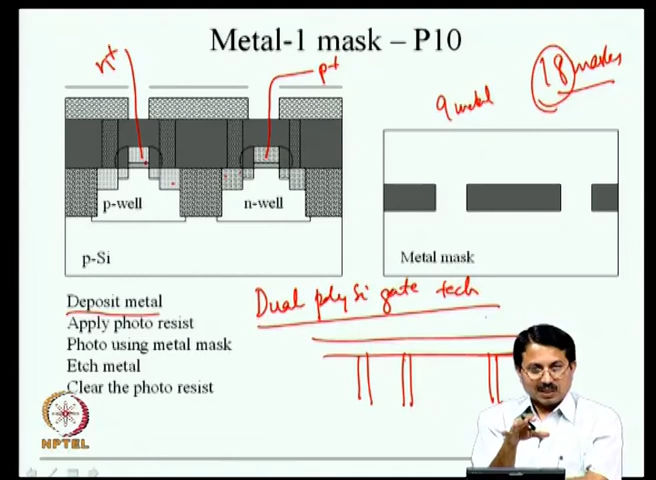 Metal-1 mask – P10
n+
p+
9 metal
18 masks
p-well
n-well
p-Si
Metal mask
Deposit metal
Apply photo resist
Photo using metal mask
Etch metal
Clear the photo resist
Dual poly Si gate tech
NPTEL